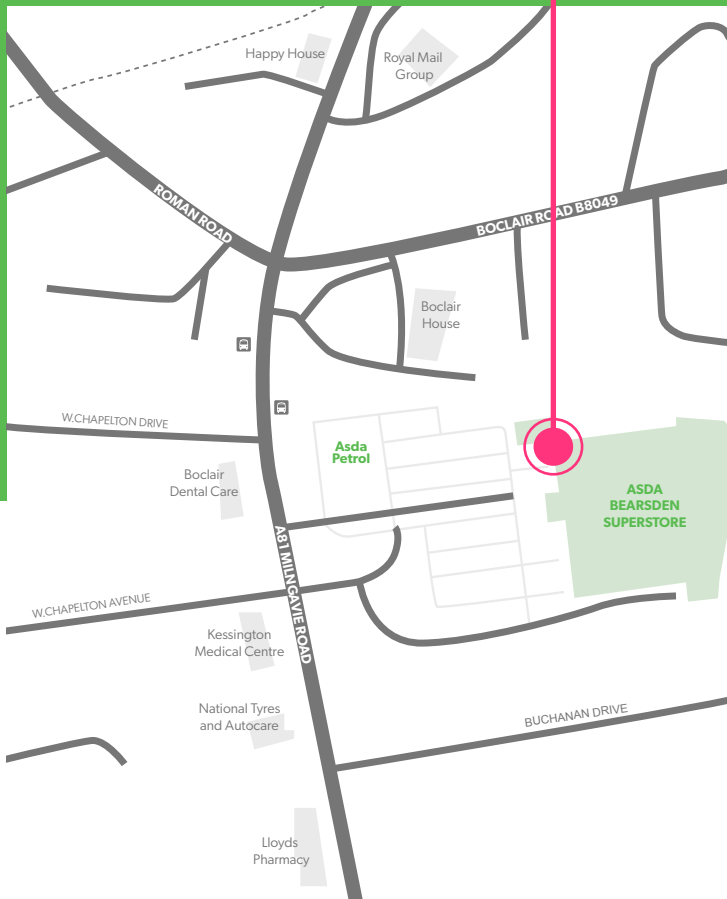 Happy House
Royal Mail
Group
ROMAN ROAD
BOCLAIR ROAD B8049
Boclair
House
W.CHAPELTON DRIVE
Asda
Petrol
Boclair
Dental Care
ASDA
BEARSDEN
SUPERSTORE
A81 MILNGAVIE ROAD
W.CHAPELTON AVENUE
Kessington
Medical Centre
National Tyres
and Autocare
BUCHANAN DRIVE
Lloyds
Pharmacy